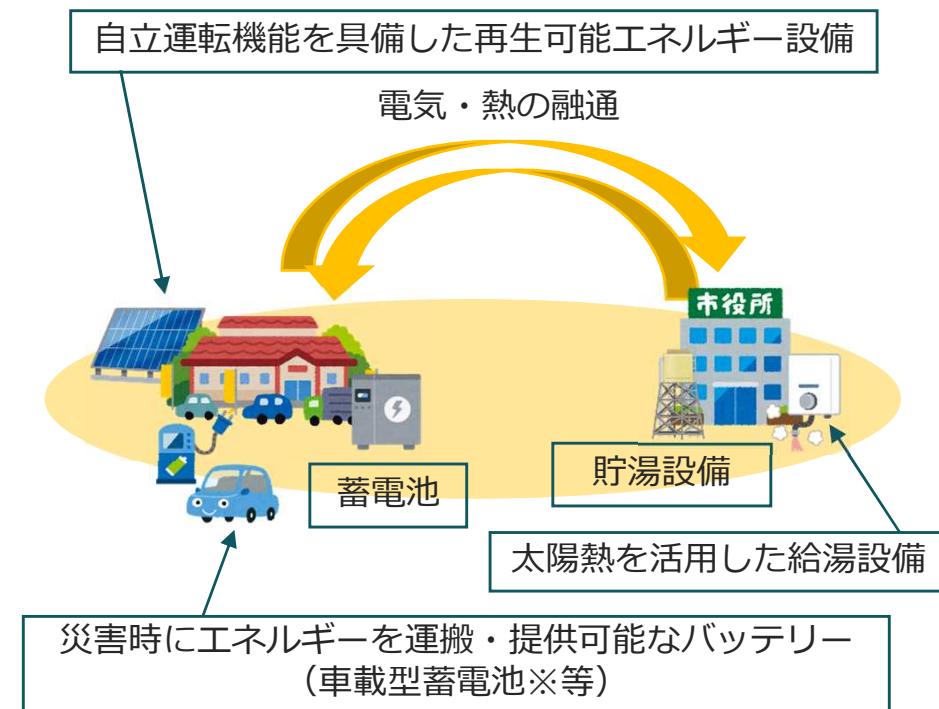 自立運転機能を具備した再生可能エネルギー設備
電気・熱の融通
市役所
蓄電池
貯湯設備
太陽熱を活用した給湯設備
災害時にエネルギーを運搬・提供可能なバッテリー
（車載型蓄電池※等）